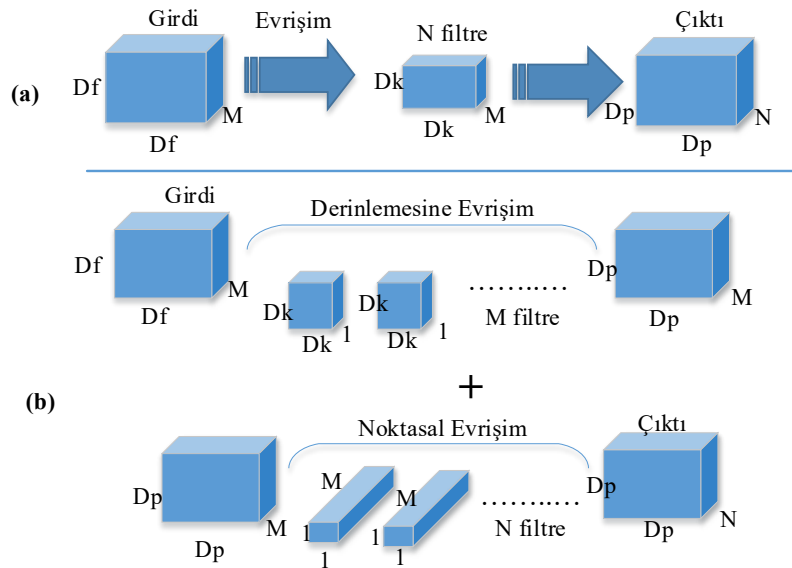 Girdi
Evrişim
N filtre
Çıktı
(a)
Df
Df
M
Dk
Dk
M
Dp
Dp
N
Girdi
Derinlemesine Evrişim
Df
Df
M
Dk
Dk
1
Dk
Dk
1
...........
M filtre
Dp
Dp
M
+
(b)
Noktasal Evrişim
Çıktı
Dp
Dp
M
M
1
1
M
1
1
...........
N filtre
Dp
Dp
N